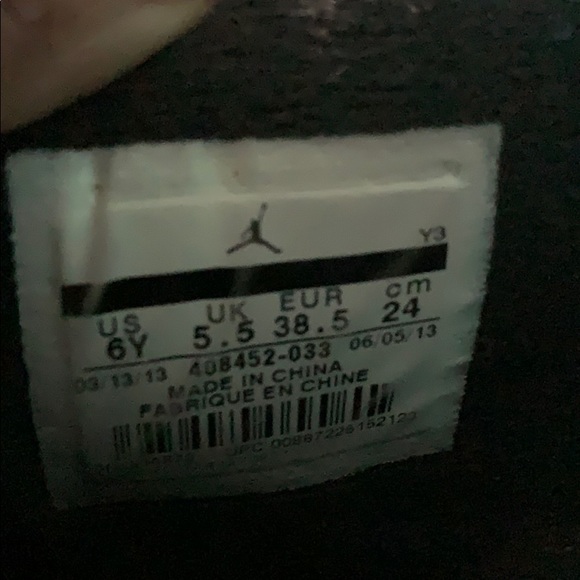 Y3
US UK EUR cm
6Y 5.5 38.5 24
03/13/13 408452-033 06/05/13
MADE IN CHINA
FABRIQUE EN CHINE
UPC